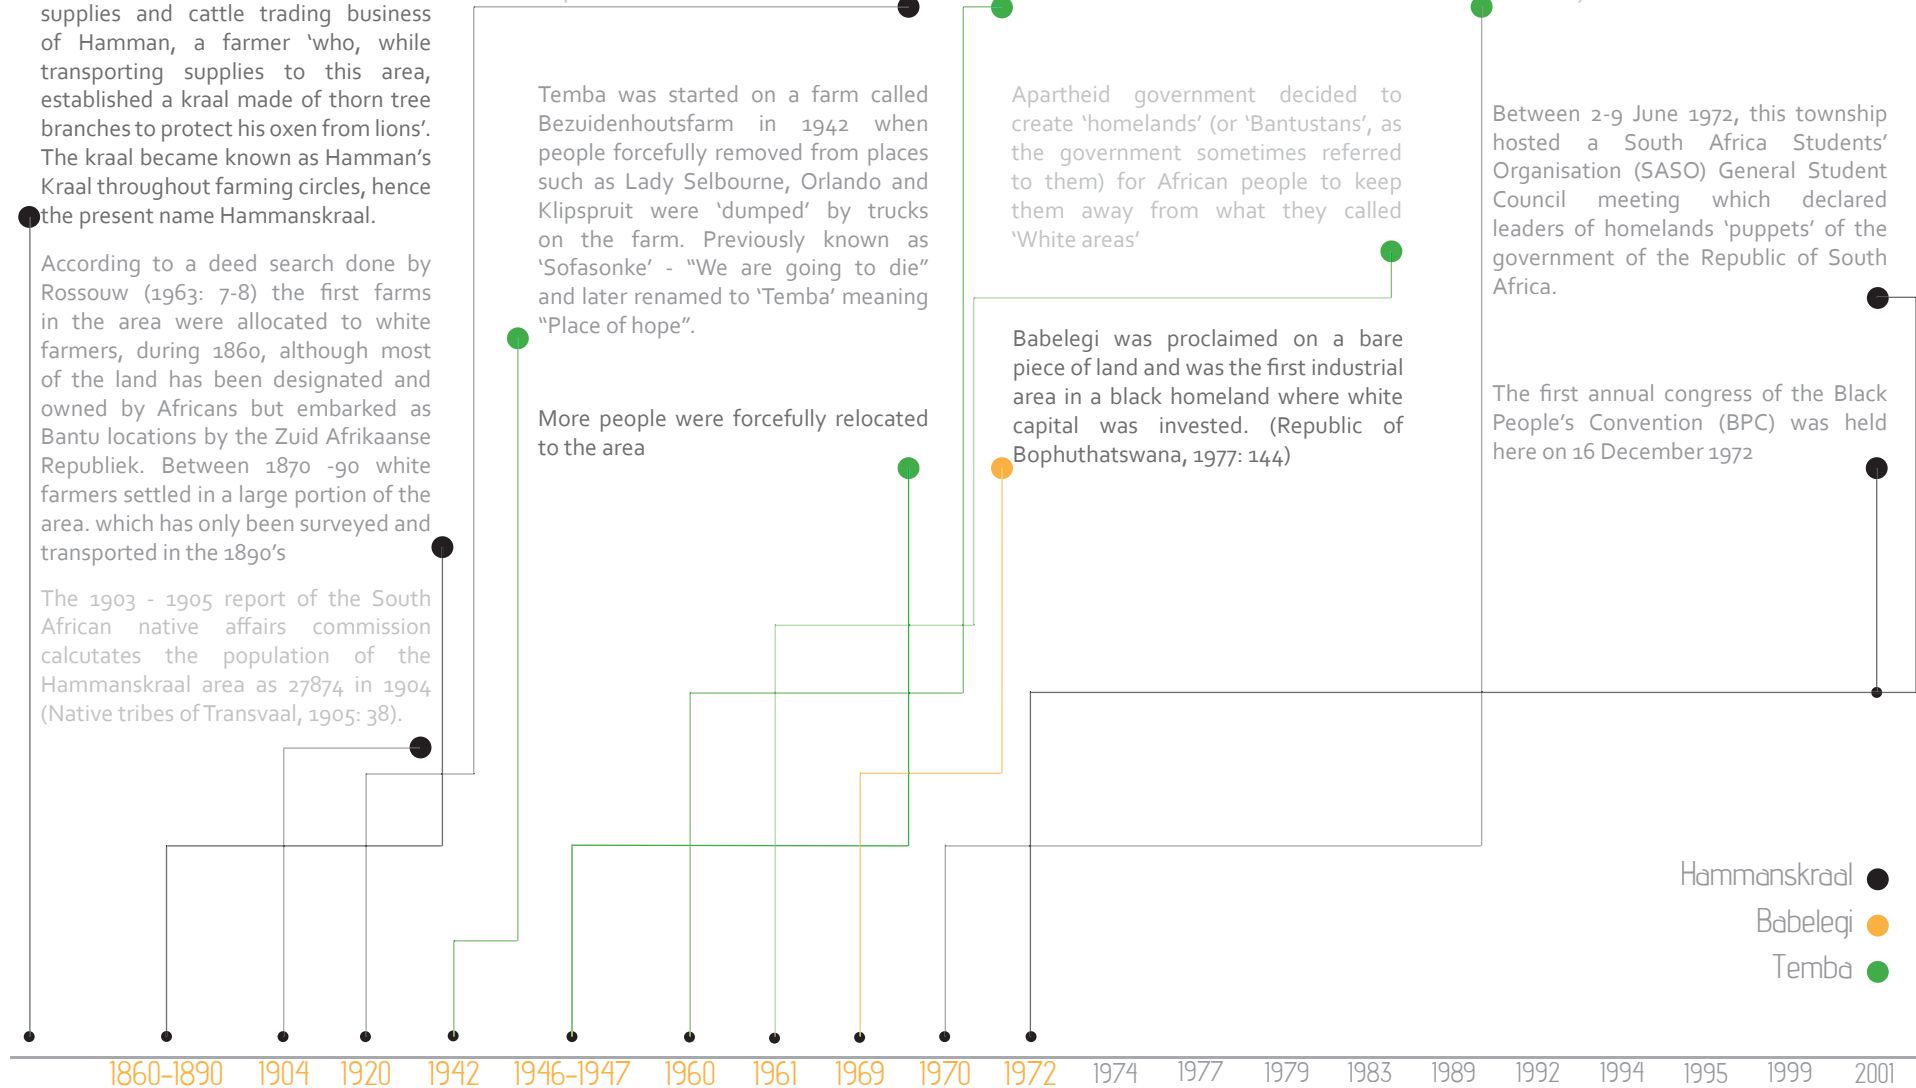 supplies and cattle trading business
of Hamman, a farmer ‘who, while
transporting supplies to this area,
established a kraal made of thorn tree
branches to protect his oxen from lions’.
The kraal became known as Hamman’s
Kraal throughout farming circles, hence
the present name Hammanskraal.
According to a deed search done by
Rossouw (1963: 7-8) the first farms
in the area were allocated to white
farmers, during 1860, although most
of the land has been designated and
owned by Africans but embarked as
Bantu locations by the Zuid Afrikaanse
Republiek. Between 1870 -90 white
farmers settled in a large portion of the
area. which has only been surveyed and
transported in the 1890’s
The 1903 - 1905 report of the South
African native affairs commission
calcutates the population of the
Hammanskraal area as 27874 in 1904
(Native tribes of Transvaal, 1905: 38).
Temba was started on a farm called
Bezuidenhoutsfarm in 1942 when
people forcefully removed from places
such as Lady Selbourne, Orlando and
Klipspruit were ‘dumped’ by trucks
on the farm. Previously known as
‘Sofasonke’ - “We are going to die”
and later renamed to ‘Temba’ meaning
“Place of hope”.
More people were forcefully relocated
to the area
Apartheid government decided to
create ‘homelands’ (or ‘Bantustans’, as
the government sometimes referred
to them) for African people to keep
them away from what they called
‘White areas’
Babelegi was proclaimed on a bare
piece of land and was the first industrial
area in a black homeland where white
capital was invested. (Republic of
Bophuthatswana, 1977: 144)
Between 2-9 June 1972, this township
hosted a South Africa Students’
Organisation (SASO) General Student
Council meeting which declared
leaders of homelands ‘puppets’ of the
government of the Republic of South
Africa.
The first annual congress of the Black
People’s Convention (BPC) was held
here on 16 December 1972
Hammanskraal
Babelegi
Temba
1860-1890 1904 1920 1942 1946-1947 1960 1961 1969 1970 1972 1974 1977 1979 1983 1989 1992 1994 1995 1999 2001